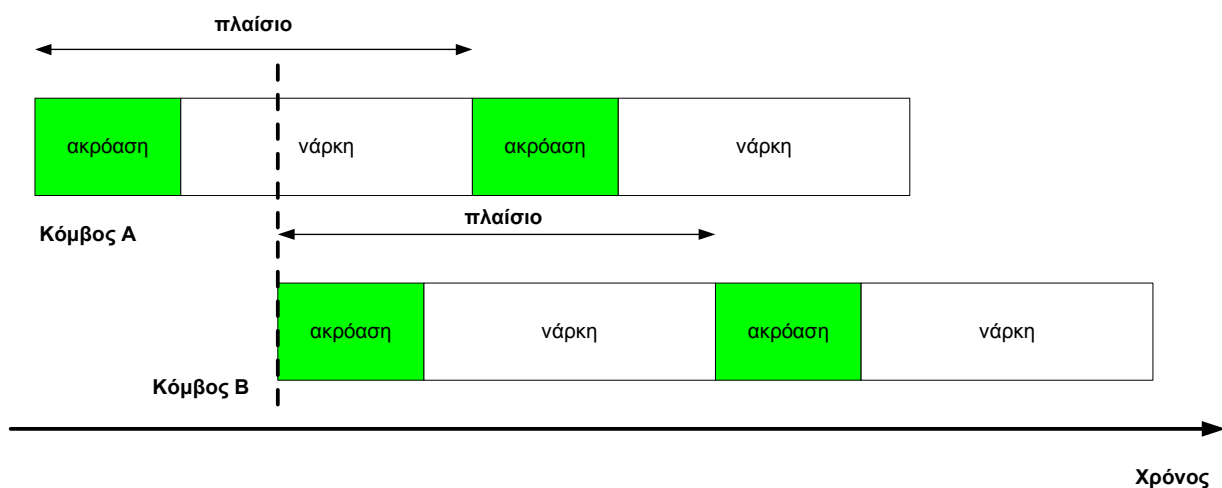 πλαίσιο
ακρόαση νάρκη ακρόαση νάρκη
πλαίσιο
Κόμβος Α
ακρόαση νάρκη ακρόαση νάρκη
Κόμβος Β
Χρόνος